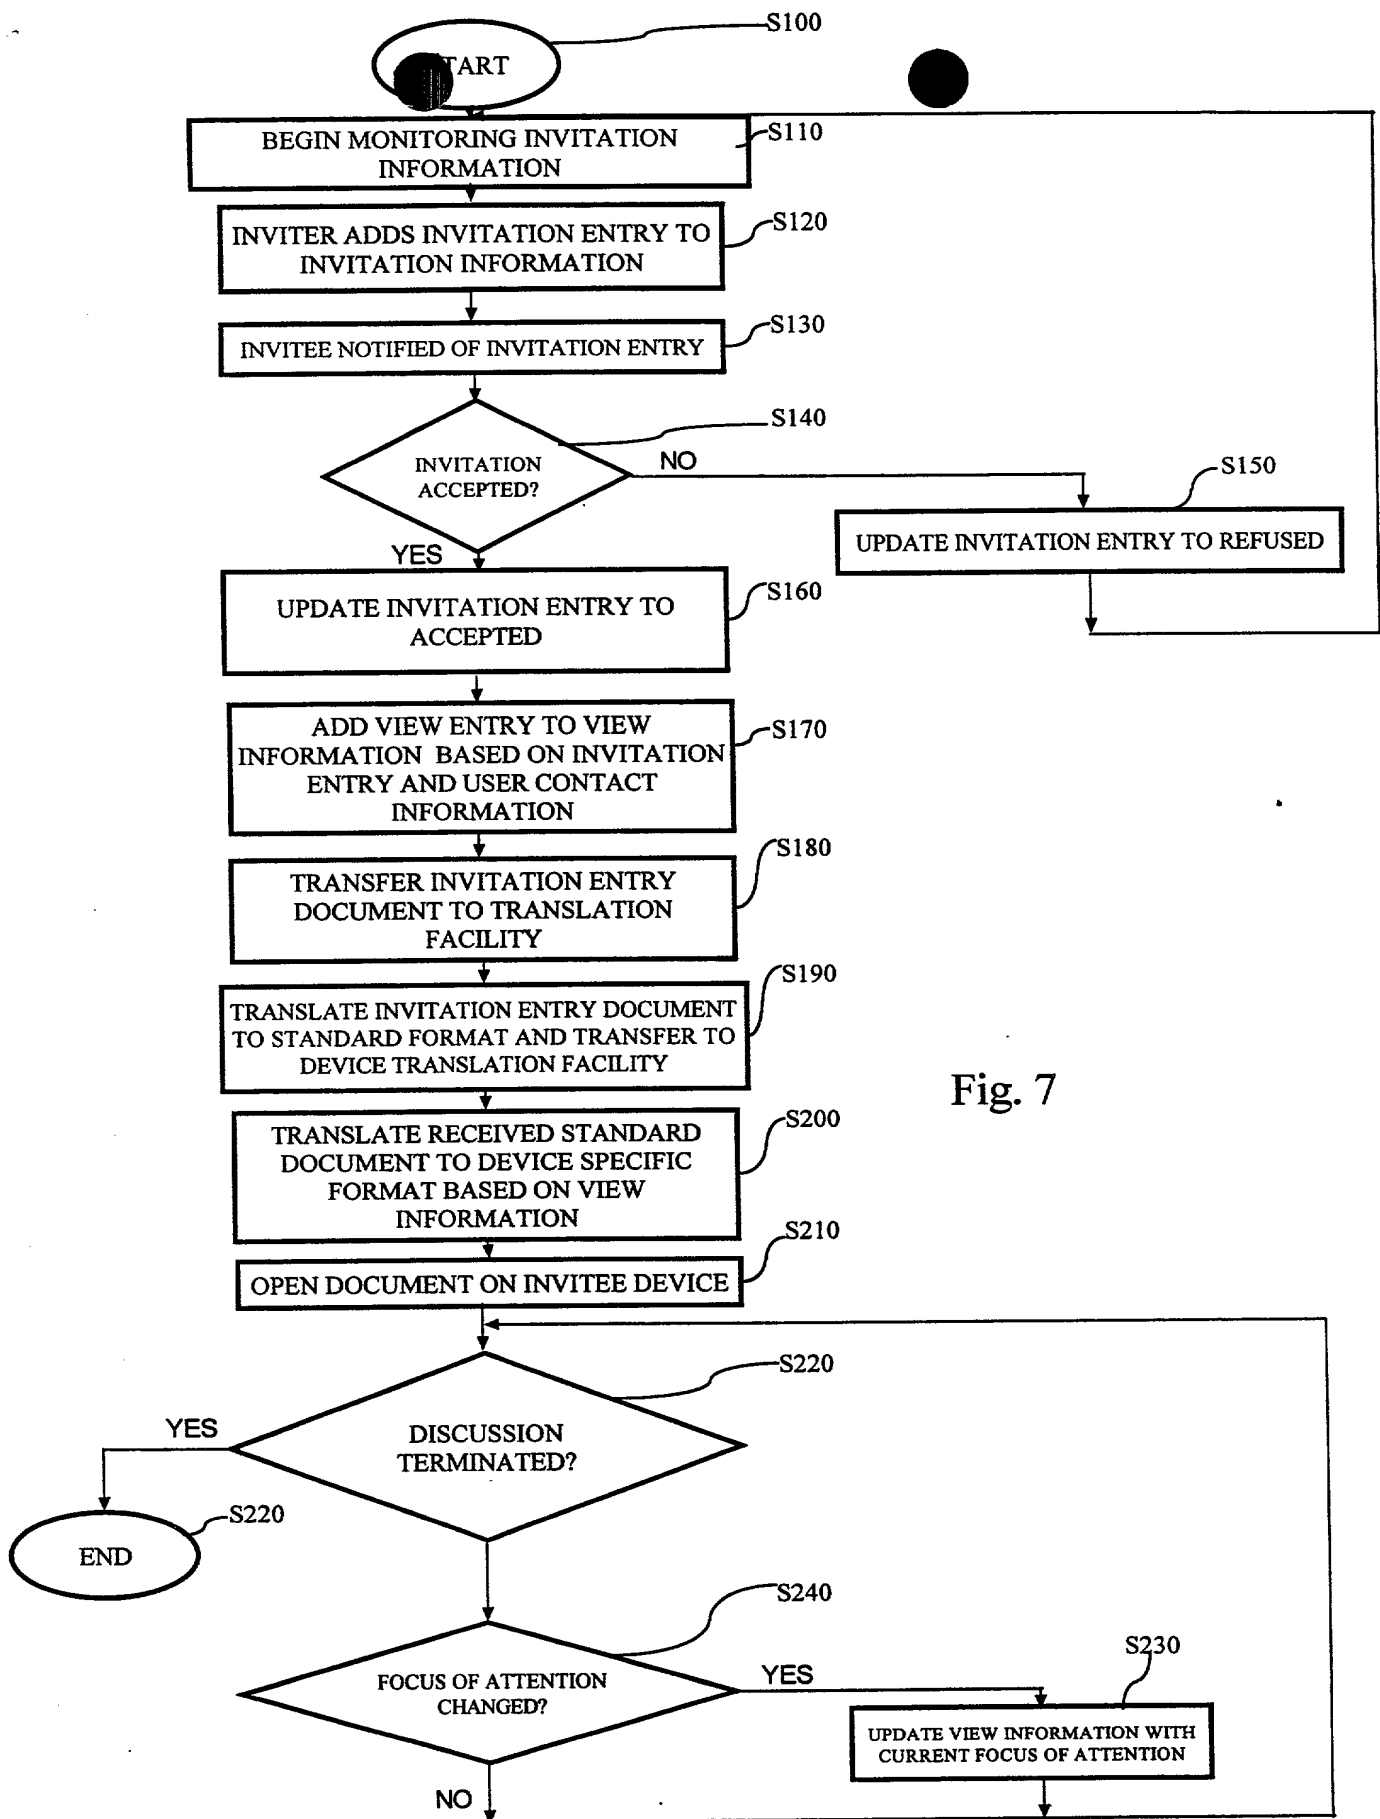 S100
TART
BEGIN MONITORING INVITATION
INFORMATION
S110
INVITER ADDS INVITATION ENTRY TO
INVITATION INFORMATION
S120
INVITEE NOTIFIED OF INVITATION ENTRY
S130
S140
INVITATION
ACCEPTED?
NO
S150
UPDATE INVITATION ENTRY TO REFUSED
YES
UPDATE INVITATION ENTRY TO
ACCEPTED
S160
ADD VIEW ENTRY TO VIEW
INFORMATION BASED ON INVITATION
ENTRY AND USER CONTACT
INFORMATION
S170
TRANSFER INVITATION ENTRY
DOCUMENT TO TRANSLATION
FACILITY
S180
TRANSLATE INVITATION ENTRY DOCUMENT
TO STANDARD FORMAT AND TRANSFER TO
DEVICE TRANSLATION FACILITY
S190
Fig. 7
TRANSLATE RECEIVED STANDARD
DOCUMENT TO DEVICE SPECIFIC
FORMAT BASED ON VIEW
INFORMATION
S200
OPEN DOCUMENT ON INVITEE DEVICE
S210
S220
DISCUSSION
TERMINATED?
YES
S220
END
S240
FOCUS OF ATTENTION
CHANGED?
YES
S230
UPDATE VIEW INFORMATION WITH
CURRENT FOCUS OF ATTENTION
NO